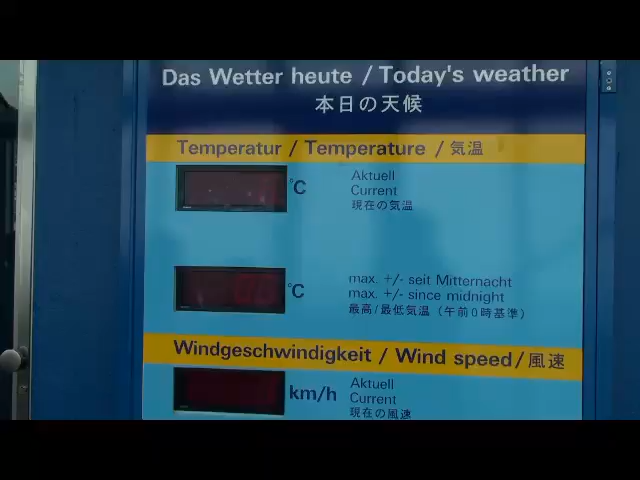 Das Wetter heute / Today's weather
本日の天候
Temperatur / Temperature / 気温
°C
Aktuell
Current
現在の気温
°C
max. +/- seit Mitternacht
max. +/- since midnight
最高/最低気温 (午前0時基準)
Windgeschwindigkeit / Wind speed / 風速
km/h
Aktuell
Current
現在の風速